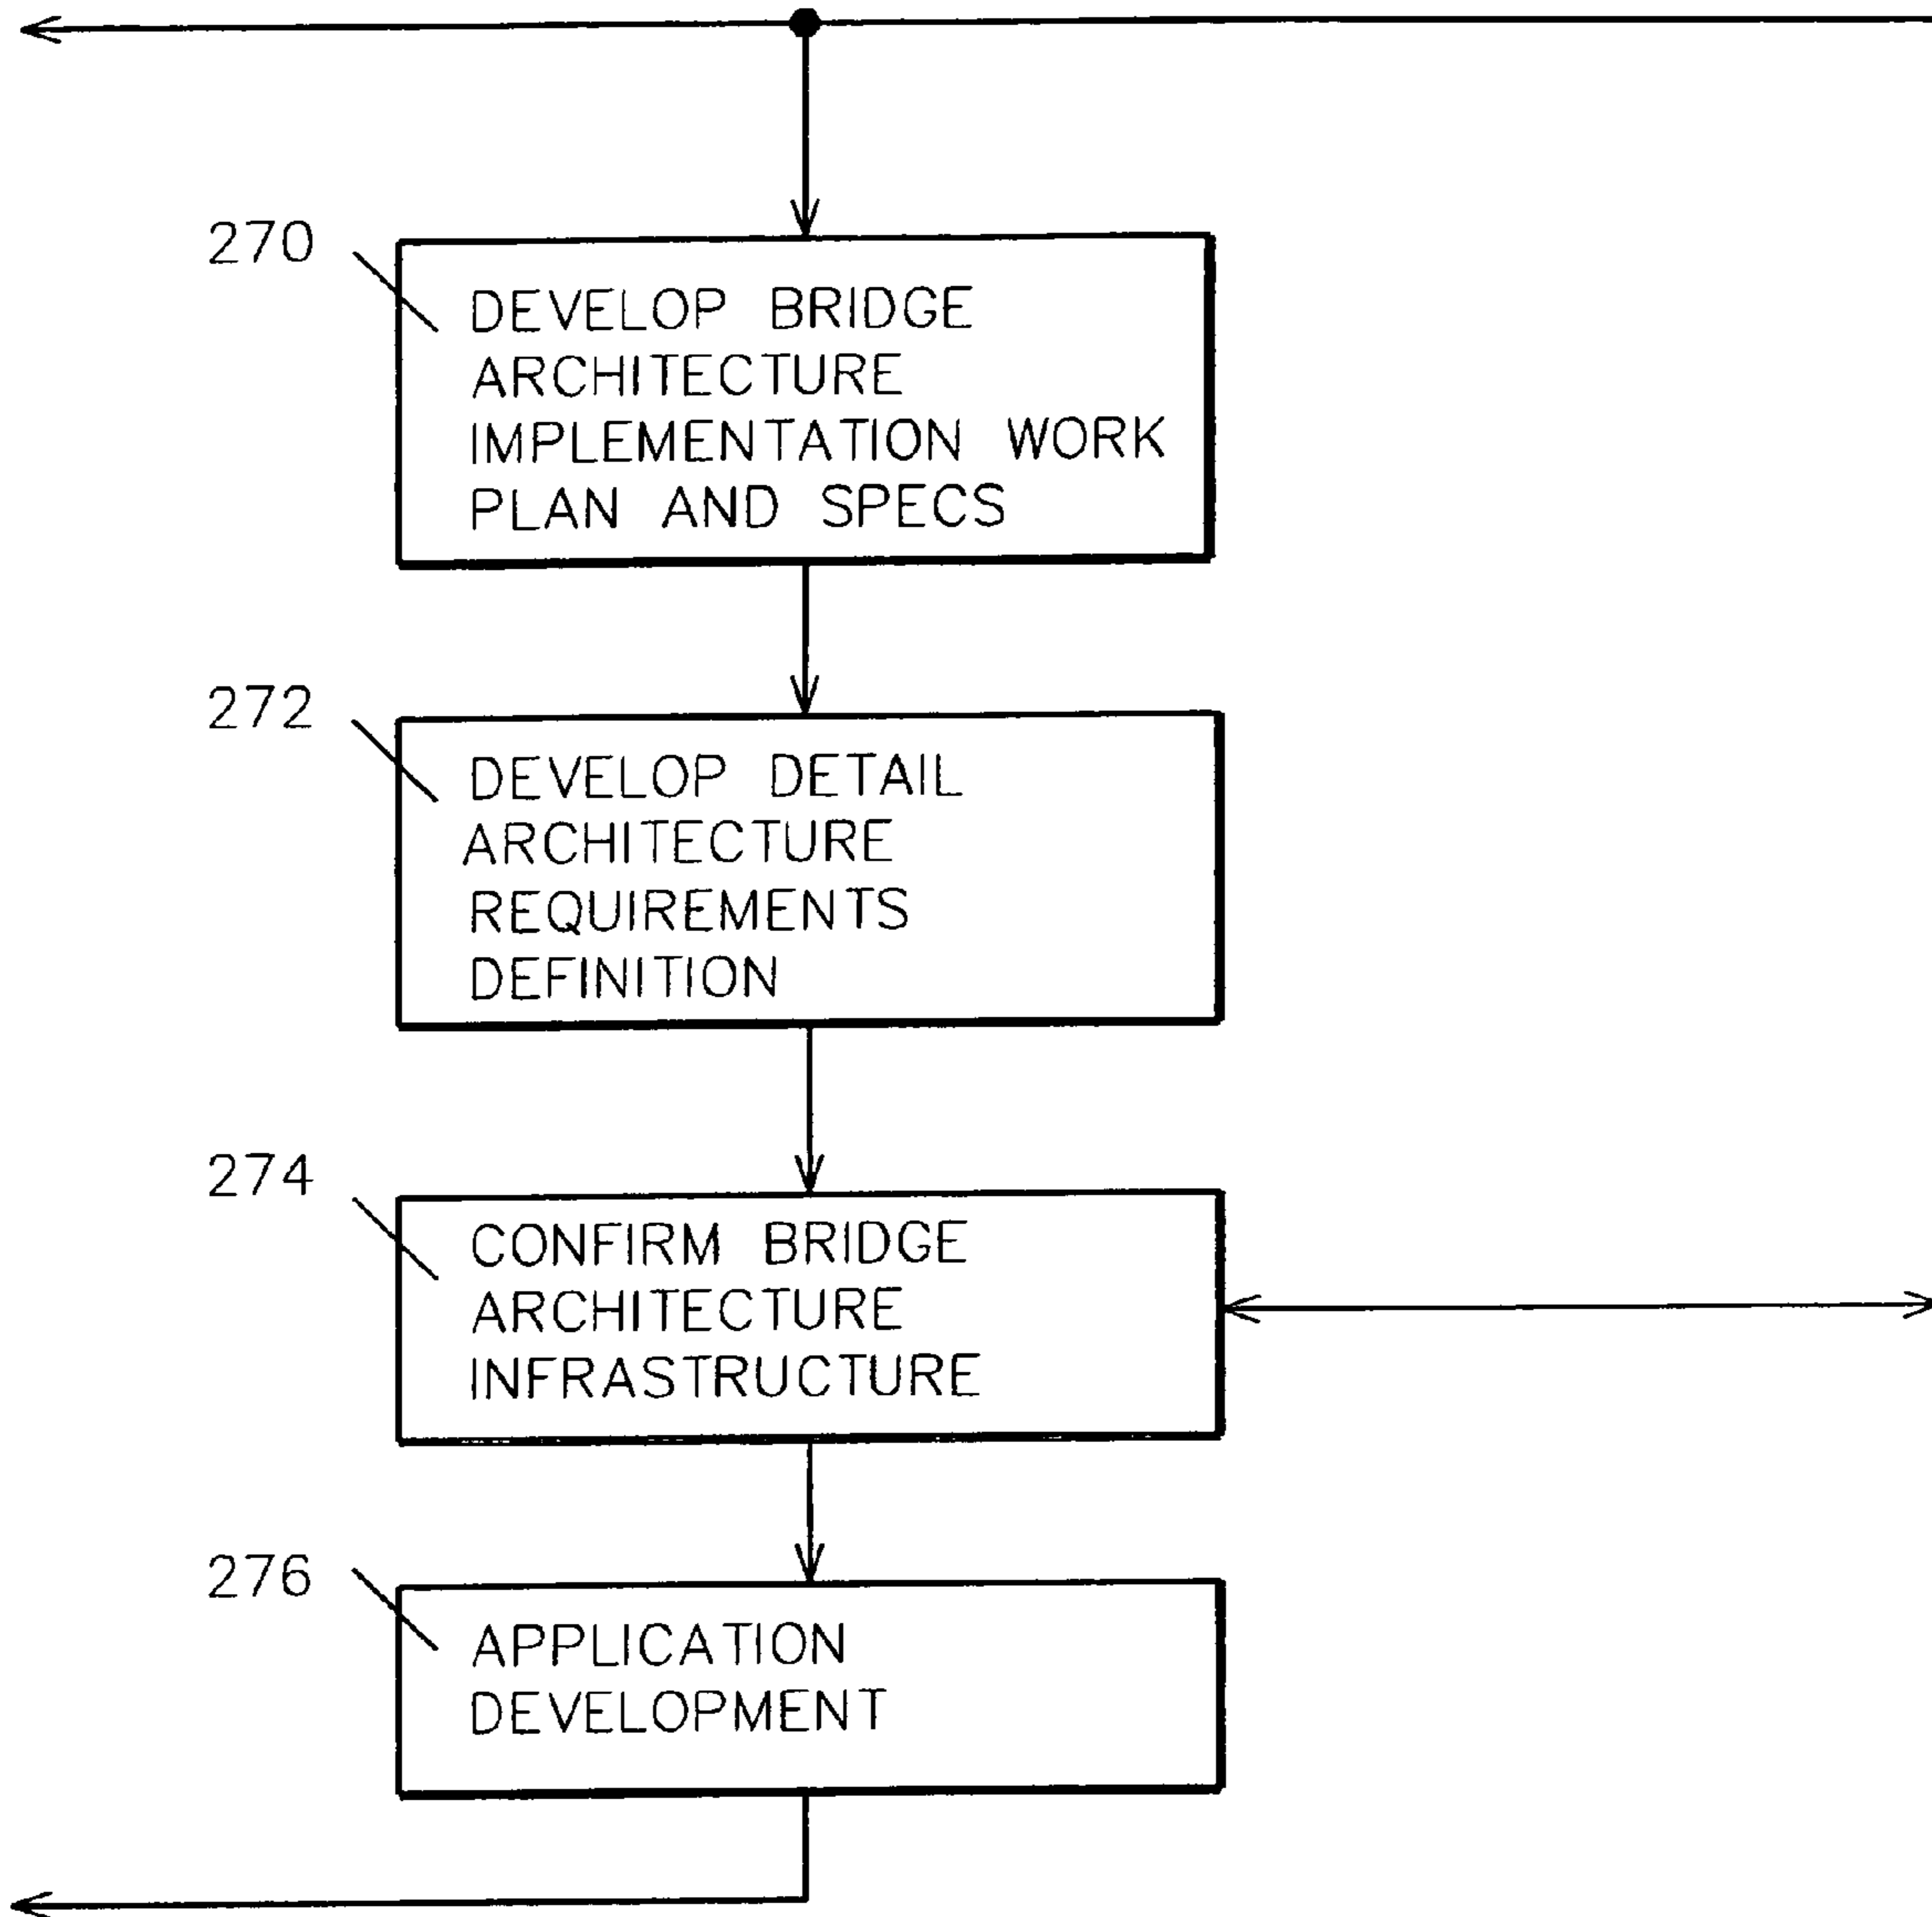 270
DEVELOP BRIDGE
ARCHITECTURE
IMPLEMENTATION WORK
PLAN AND SPECS
272
DEVELOP DETAIL
ARCHITECTURE
REQUIREMENTS
DEFINITION
274
CONFIRM BRIDGE
ARCHITECTURE
INFRASTRUCTURE
276
APPLICATION
DEVELOPMENT